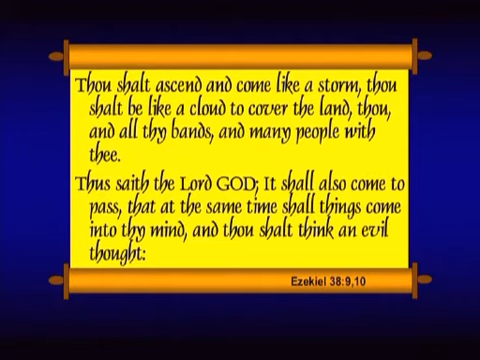 Thou shalt ascend and come like a storm, thou
shalt be like a cloud to cover the land, thou,
and all thy bands, and many people with
thee.
Thus saith the Lord GOD; It shall also come to
pass, that at the same time shall things come
into thy mind, and thou shalt think an evil
thought:
Ezekiel 38:9,10